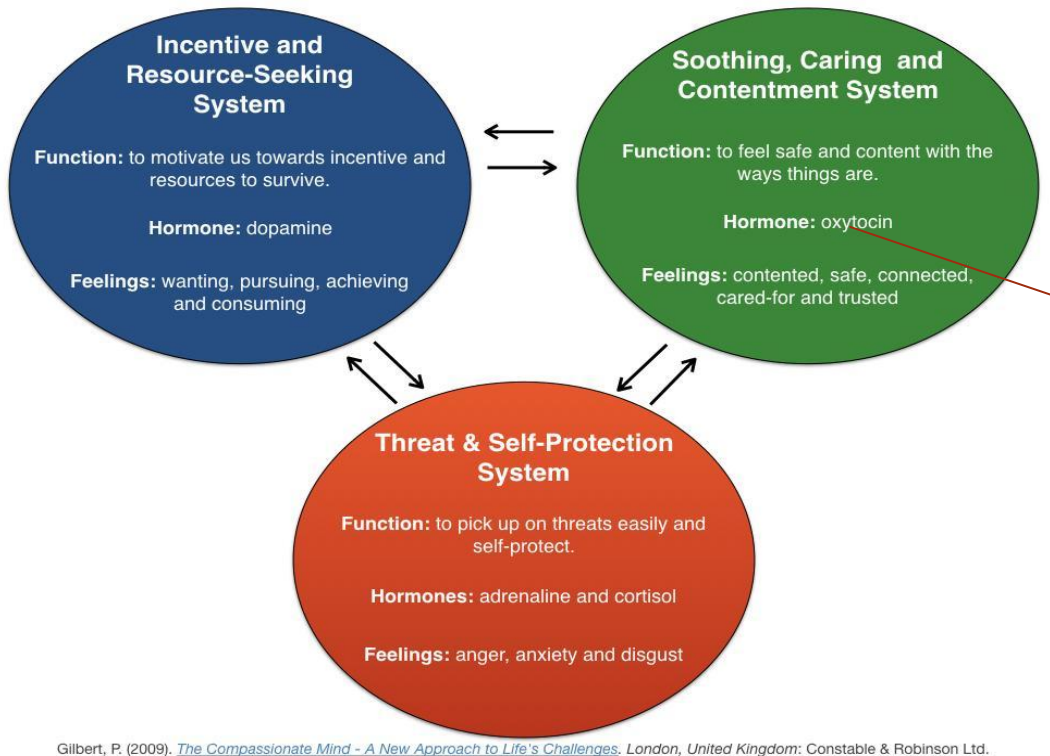 Incentive and
Resource-Seeking
System
Function: to motivate us towards incentive and
resources to survive.
Hormone: dopamine
Feelings: wanting, pursuing, achieving
and consuming
Soothing, Caring and
Contentment System
Function: to feel safe and content with the
ways things are.
Hormone: oxytocin
Feelings: contented, safe, connected,
cared-for and trusted
Threat & Self-Protection
System
Function: to pick up on threats easily and
self-protect.
Hormones: adrenaline and cortisol
Feelings: anger, anxiety and disgust
Gilbert, P. (2009). The Compassionate Mind - A New Approach to Life's Challenges. London, United Kingdom: Constable & Robinson Ltd.